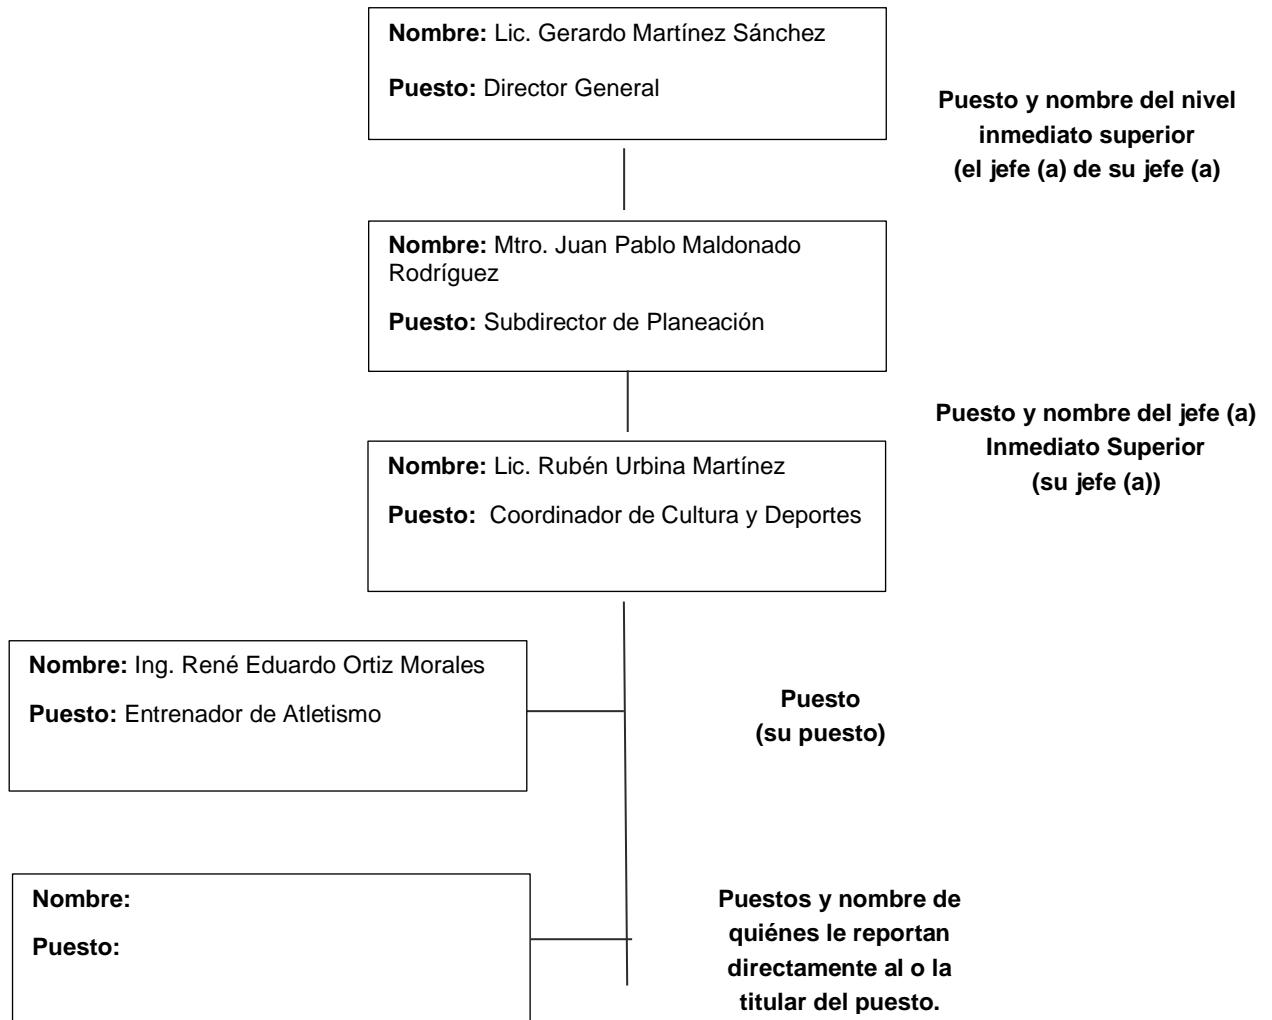 Nombre: Lic. Gerardo Martínez Sánchez
Puesto: Director General
Puesto y nombre del nivel
inmediato superior
(el jefe (a) de su jefe (a)
Nombre: Mtro. Juan Pablo Maldonado
Rodríguez
Puesto: Subdirector de Planeación
Puesto y nombre del jefe (a)
Inmediato Superior
(su jefe (a))
Nombre: Lic. Rubén Urbina Martínez
Puesto: Coordinador de Cultura y Deportes
Nombre: Ing. René Eduardo Ortiz Morales
Puesto: Entrenador de Atletismo
Puesto
(su puesto)
Nombre:
Puesto:
Puestos y nombre de
quiénes le reportan
directamente al o la
titular del puesto.